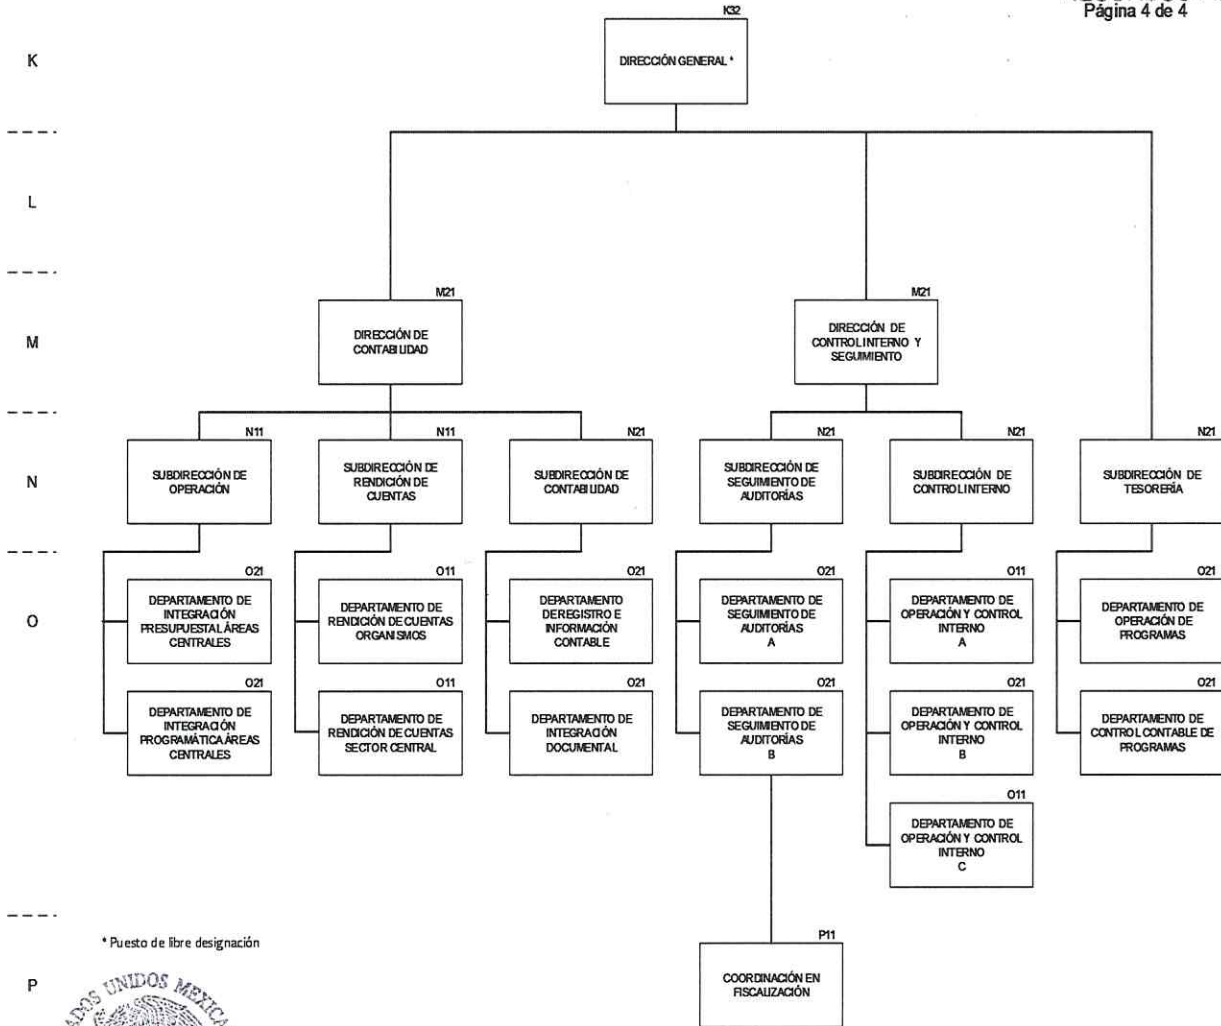 Página 4 de 4
K32
K
DIRECCIÓN GENERAL *
L
M21
M21
M
DIRECCIÓN DE
CONTABILIDAD
DIRECCIÓN DE
CONTROL INTERNO Y
SEGUIMIENTO
N11
N11
N21
N21
N21
N21
N
SUBDIRECCIÓN DE
OPERACIÓN
SUBDIRECCIÓN DE
RENDICIÓN DE
CUENTAS
SUBDIRECCIÓN DE
CONTABILIDAD
SUBDIRECCIÓN DE
SEGUIMIENTO DE
AUDITORÍAS
SUBDIRECCIÓN DE
CONTROL INTERNO
SUBDIRECCIÓN DE
TESORERÍA
O
O21
DEPARTAMENTO DE
INTEGRACIÓN
PRESUPUESTAL ÁREAS
CENTRALES
O11
DEPARTAMENTO DE
RENDICIÓN DE CUENTAS
ORGANISMOS
O21
DEPARTAMENTO
DE REGISTRO E
INFORMACIÓN
CONTABLE
O21
DEPARTAMENTO DE
SEGUIMIENTO DE
AUDITORÍAS
A
O11
DEPARTAMENTO DE
OPERACIÓN Y CONTROL
INTERNO
A
O21
DEPARTAMENTO DE
OPERACIÓN DE
PROGRAMAS
O21
DEPARTAMENTO DE
INTEGRACIÓN
PROGRAMÁTICA ÁREAS
CENTRALES
O11
DEPARTAMENTO DE
RENDICIÓN DE CUENTAS
SECTOR CENTRAL
O21
DEPARTAMENTO DE
INTEGRACIÓN
DOCUMENTAL
O21
DEPARTAMENTO DE
SEGUIMIENTO DE
AUDITORÍAS
B
O21
DEPARTAMENTO DE
OPERACIÓN Y CONTROL
INTERNO
B
O21
DEPARTAMENTO DE
CONTROL CONTABLE DE
PROGRAMAS
O11
DEPARTAMENTO DE
OPERACIÓN Y CONTROL
INTERNO
C
* Puesto de libre designación
P
P11
COORDINACIÓN EN
FISCALIZACIÓN
UNIDOS